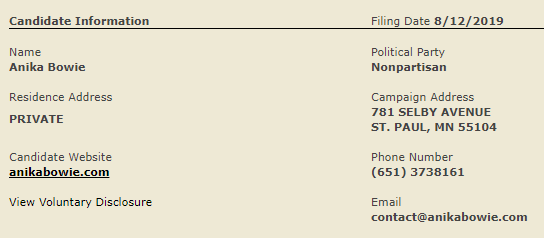 Candidate Information Filing Date 8/12/2019
Name
Anika Bowie
Political Party
Nonpartisan
Residence Address
PRIVATE
Campaign Address
781 SELBY AVENUE
ST. PAUL, MN 55104
Candidate Website
anikabowie.com
Phone Number
(651) 3738161
View Voluntary Disclosure
Email
contact@anikabowie.com